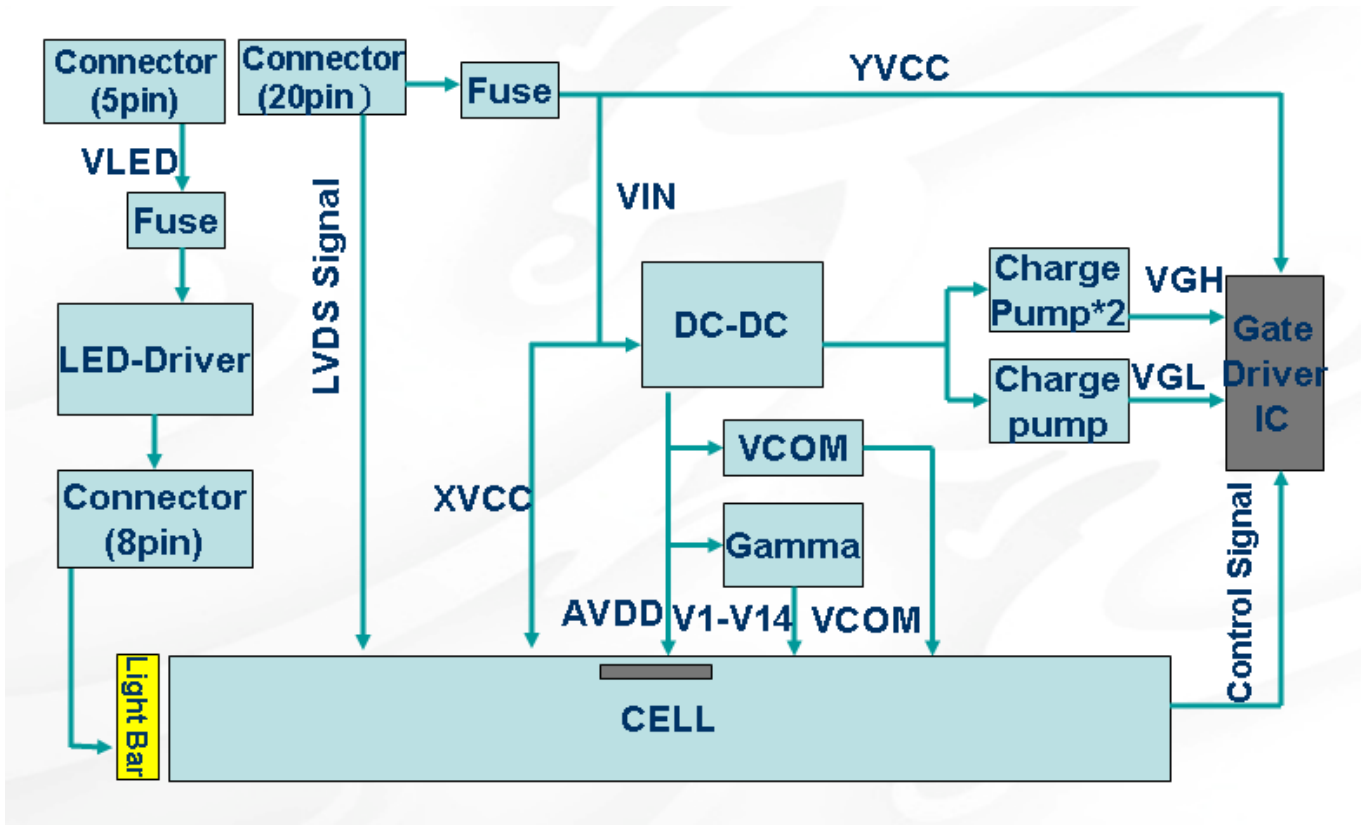 Connector
(5pin)
Connector
(20pin）
Fuse
YVCC
VLED
Fuse
LVDS Signal
VIN
LED-Driver
DC-DC
Charge
Pump*2
VGH
Gate
Driver
IC
Charge
pump
VGL
Connector
(8pin)
XVCC
VCOM
Gamma
AVDD
V1-V14
VCOM
Control Signal
Light Bar
CELL